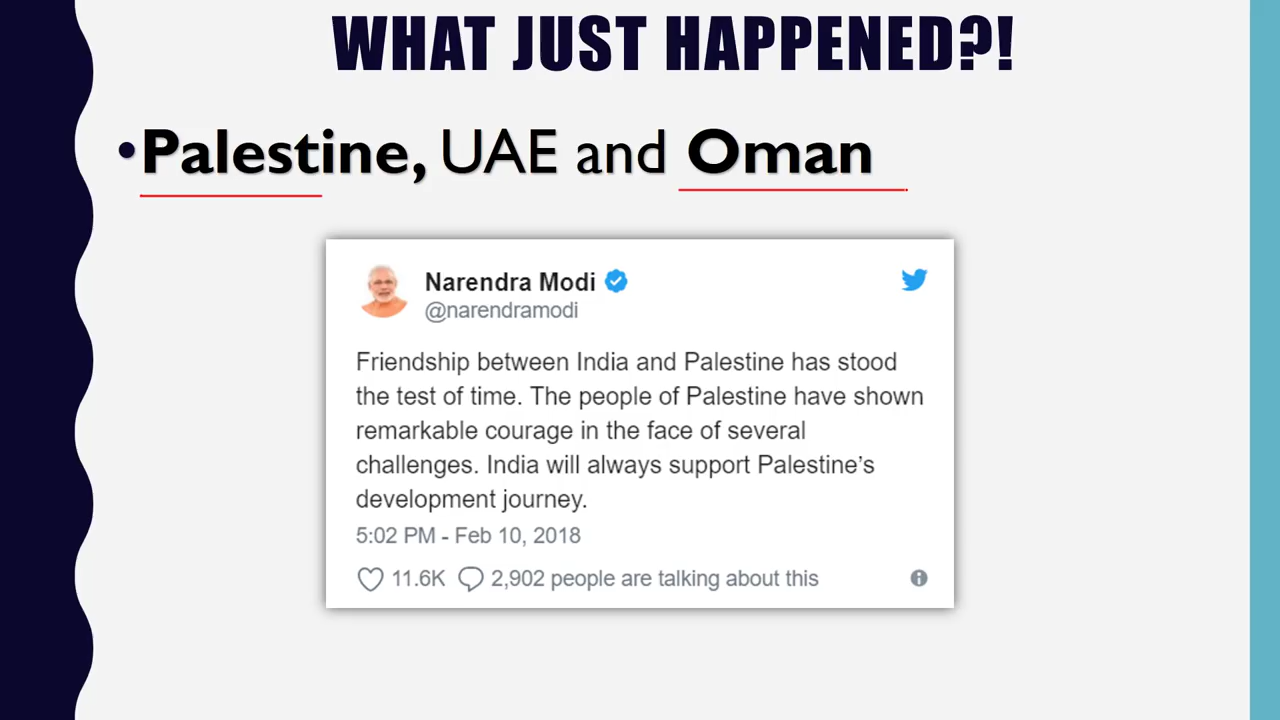 WHAT JUST HAPPENED?!
•Palestine, UAE and Oman
Narendra Modi
@narendramodi
Friendship between India and Palestine has stood
the test of time. The people of Palestine have shown
remarkable courage in the face of several
challenges. India will always support Palestine’s
development journey.
5:02 PM - Feb 10, 2018
11.6K 2,902 people are talking about this